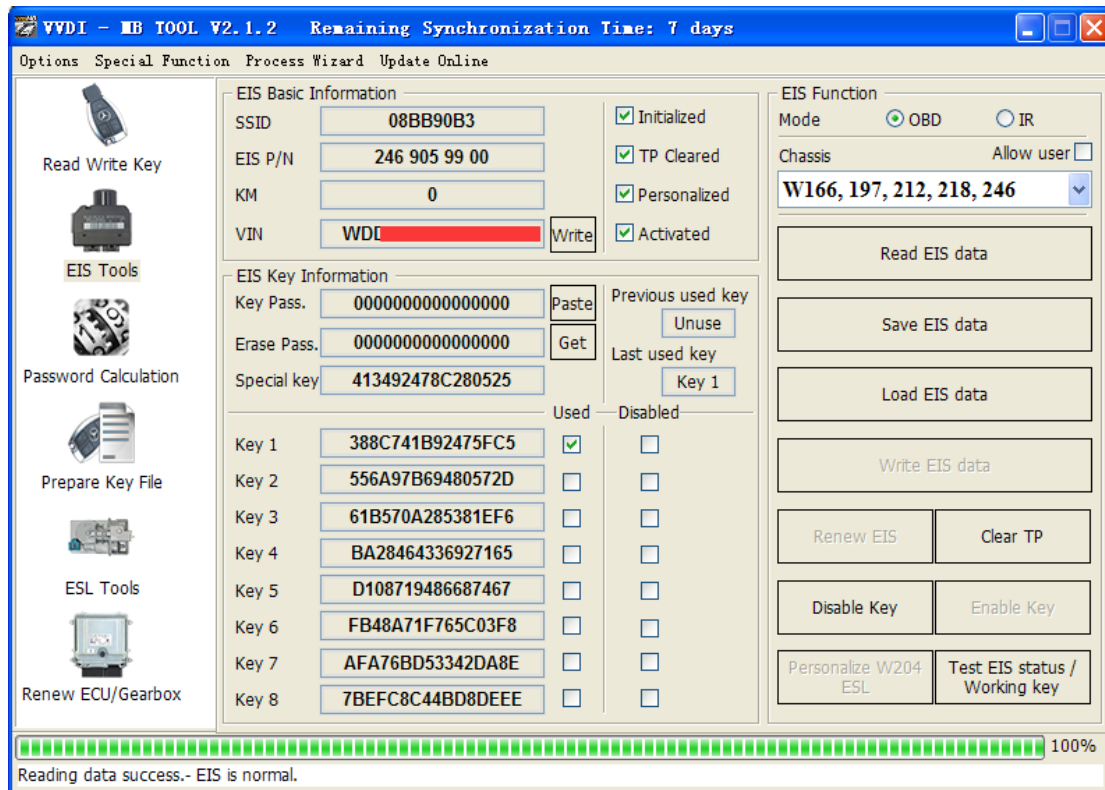 VVDI - MB TOOL V2.1.2 Remaining Synchronization Time: 7 days
Options Special Function Process Wizard Update Online
Read Write Key
EIS Tools
Password Calculation
Prepare Key File
ESL Tools
Renew ECU/Gearbox
EIS Basic Information
SSID 08BB90B3
EIS P/N 246 905 99 00
KM 0
VIN WDD Write
Initialized
TP Cleared
Personalized
Activated
EIS Key Information
Key Pass. 0000000000000000 Paste
Erase Pass. 0000000000000000 Get
Special key 413492478C280525
Previous used key
Unuse
Last used key
Key 1
Used Disabled
Key 1 388C741B92475FC5
Key 2 556A97B69480572D
Key 3 61B570A285381EF6
Key 4 BA28464336927165
Key 5 D108719486687467
Key 6 FB48A71F765C03F8
Key 7 AFA76BD53342DA8E
Key 8 7BEFC8C44BD8DEEE
EIS Function
Mode OBD IR
Chassis Allow user
W166, 197, 212, 218, 246
Read EIS data
Save EIS data
Load EIS data
Write EIS data
Renew EIS Clear TP
Disable Key Enable Key
Personalize W204
ESL
Test EIS status /
Working key
100%
Reading data success.- EIS is normal.